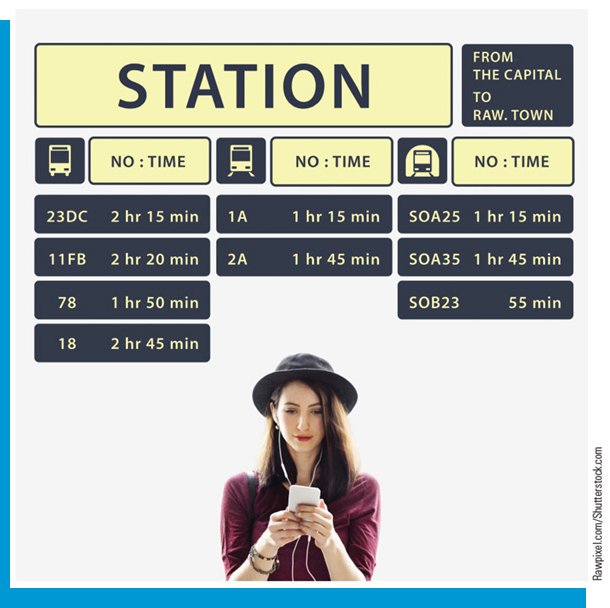 STATION
FROM
THE CAPITAL
TO
RAW. TOWN
NO : TIME
23DC 2 hr 15 min
11FB 2 hr 20 min
78 1 hr 50 min
18 2 hr 45 min
NO : TIME
1A 1 hr 15 min
2A 1 hr 45 min
NO : TIME
SOA25 1 hr 15 min
SOA35 1 hr 45 min
SOB23 55 min
Rawpixel.com/Shutterstock.com